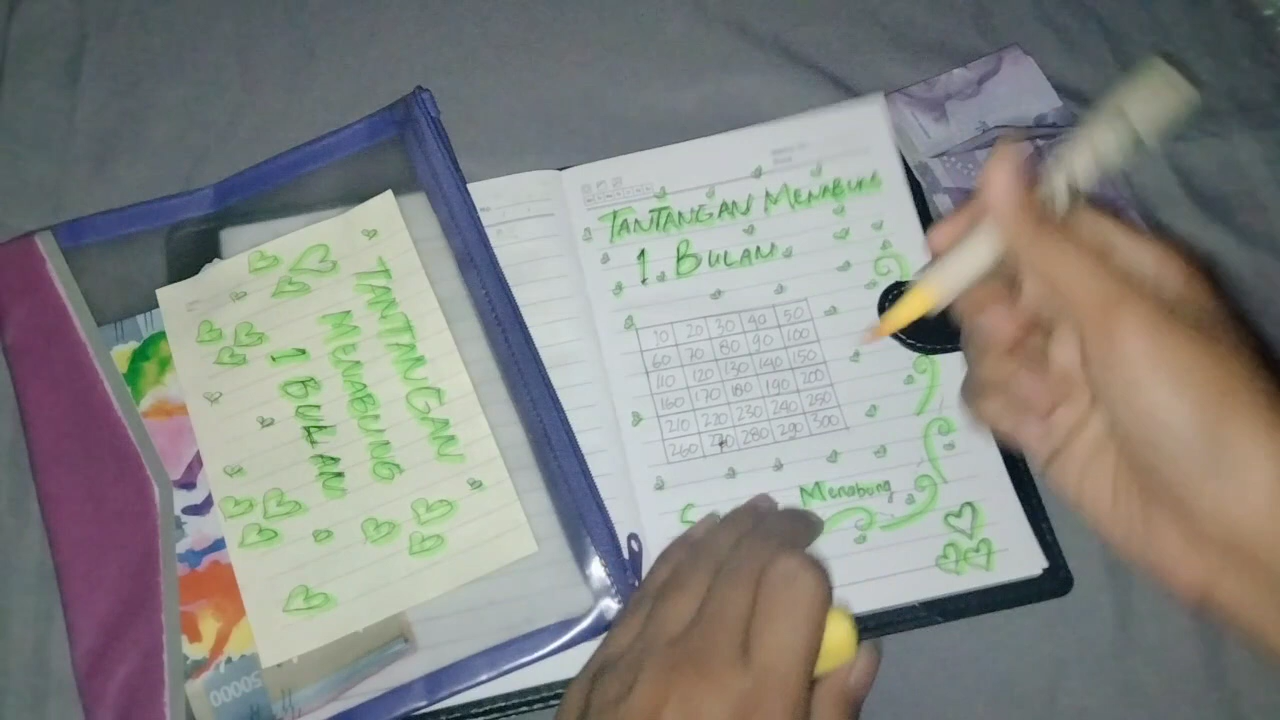 TANTANGAN
MENABUNG
1 BULAN
TANTANGAN MENABUNG
1 BULAN
10 20 30 40 50
60 70 80 90 100
110 120 130 140 150
160 170 180 190 200
210 220 230 240 250
260 270 280 290 300
Menabung
50000